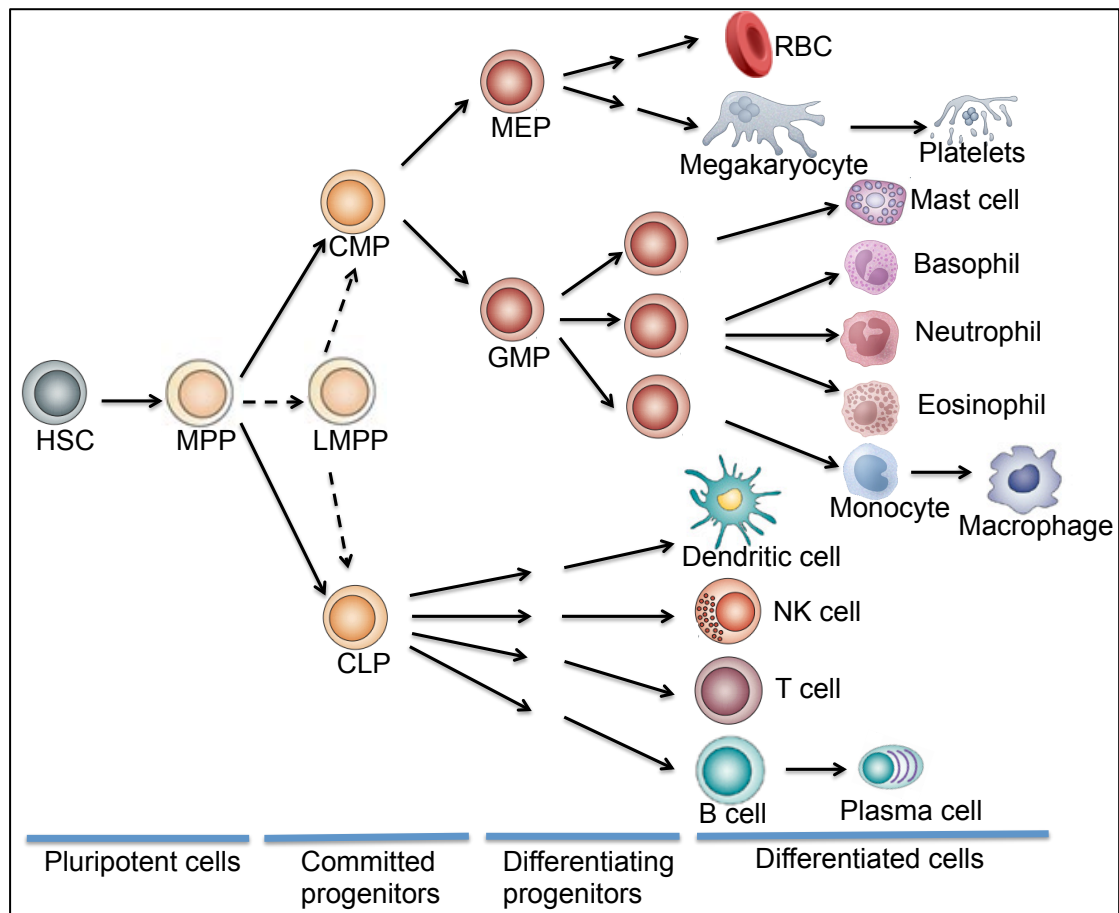 RBC
MEP
Megakaryocyte
Platelets
Mast cell
CMP
Basophil
GMP
Neutrophil
HSC
MPP
LMPP
Eosinophil
Monocyte
Macrophage
Dendritic cell
NK cell
CLP
T cell
B cell
Plasma cell
Pluripotent cells
Committed
progenitors
Differentiating
progenitors
Differentiated cells